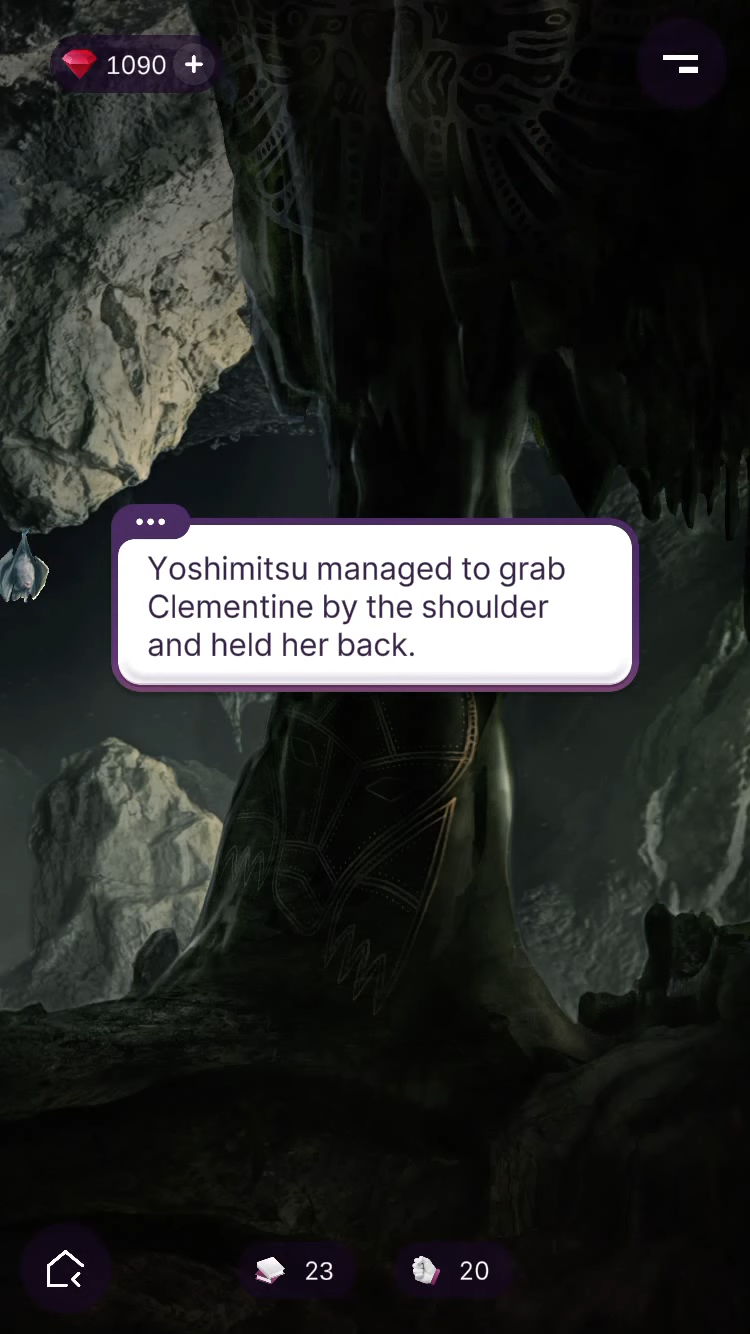 1090
Yoshimitsu managed to grab
Clementine by the shoulder
and held her back.
23
20